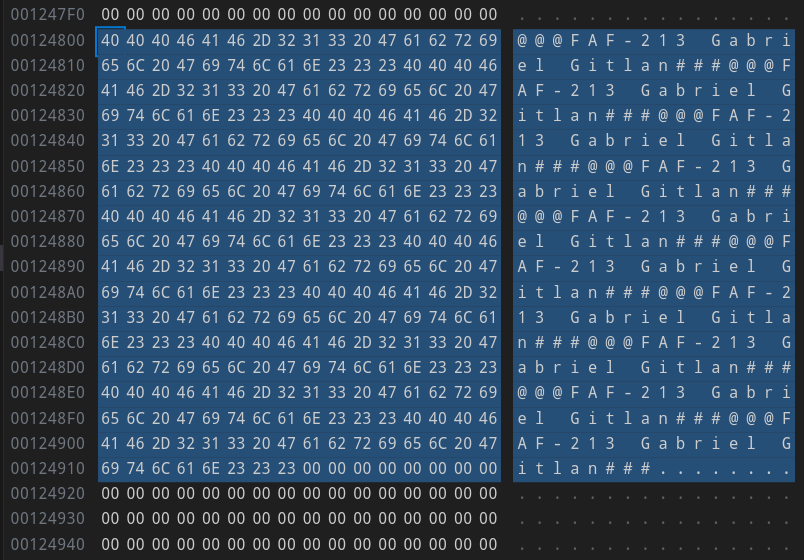 001247F0 00 00 00 00 00 00 00 00 00 00 00 00 00 00 00 00 ................
00124800 40 40 40 46 41 46 2D 32 31 33 20 47 61 62 72 69 @@@FAF-213 Gabri
00124810 65 6C 20 47 69 74 6C 61 6E 23 23 23 40 40 40 46 el Gitlan###@@@F
00124820 41 46 2D 32 31 33 20 47 61 62 72 69 65 6C 20 47 AF-213 Gabriel G
00124830 69 74 6C 61 6E 23 23 23 40 40 40 46 41 46 2D 32 itlan###@@@FAF-2
00124840 31 33 20 47 61 62 72 69 65 6C 20 47 69 74 6C 61 13 Gabriel Gitla
00124850 6E 23 23 23 40 40 40 46 41 46 2D 32 31 33 20 47 n###@@@FAF-213 G
00124860 61 62 72 69 65 6C 20 47 69 74 6C 61 6E 23 23 23 abriel Gitlan###
00124870 40 40 40 46 41 46 2D 32 31 33 20 47 61 62 72 69 @@@FAF-213 Gabri
00124880 65 6C 20 47 69 74 6C 61 6E 23 23 23 40 40 40 46 el Gitlan###@@@F
00124890 41 46 2D 32 31 33 20 47 61 62 72 69 65 6C 20 47 AF-213 Gabriel G
001248A0 69 74 6C 61 6E 23 23 23 40 40 40 46 41 46 2D 32 itlan###@@@FAF-2
001248B0 31 33 20 47 61 62 72 69 65 6C 20 47 69 74 6C 61 13 Gabriel Gitla
001248C0 6E 23 23 23 40 40 40 46 41 46 2D 32 31 33 20 47 n###@@@FAF-213 G
001248D0 61 62 72 69 65 6C 20 47 69 74 6C 61 6E 23 23 23 abriel Gitlan###
001248E0 40 40 40 46 41 46 2D 32 31 33 20 47 61 62 72 69 @@@FAF-213 Gabri
001248F0 65 6C 20 47 69 74 6C 61 6E 23 23 23 40 40 40 46 el Gitlan###@@@F
00124900 41 46 2D 32 31 33 20 47 61 62 72 69 65 6C 20 47 AF-213 Gabriel G
00124910 69 74 6C 61 6E 23 23 23 00 00 00 00 00 00 00 00 itlan###........
00124920 00 00 00 00 00 00 00 00 00 00 00 00 00 00 00 00 ................
00124930 00 00 00 00 00 00 00 00 00 00 00 00 00 00 00 00 ................
00124940 00 00 00 00 00 00 00 00 00 00 00 00 00 00 00 00 ................